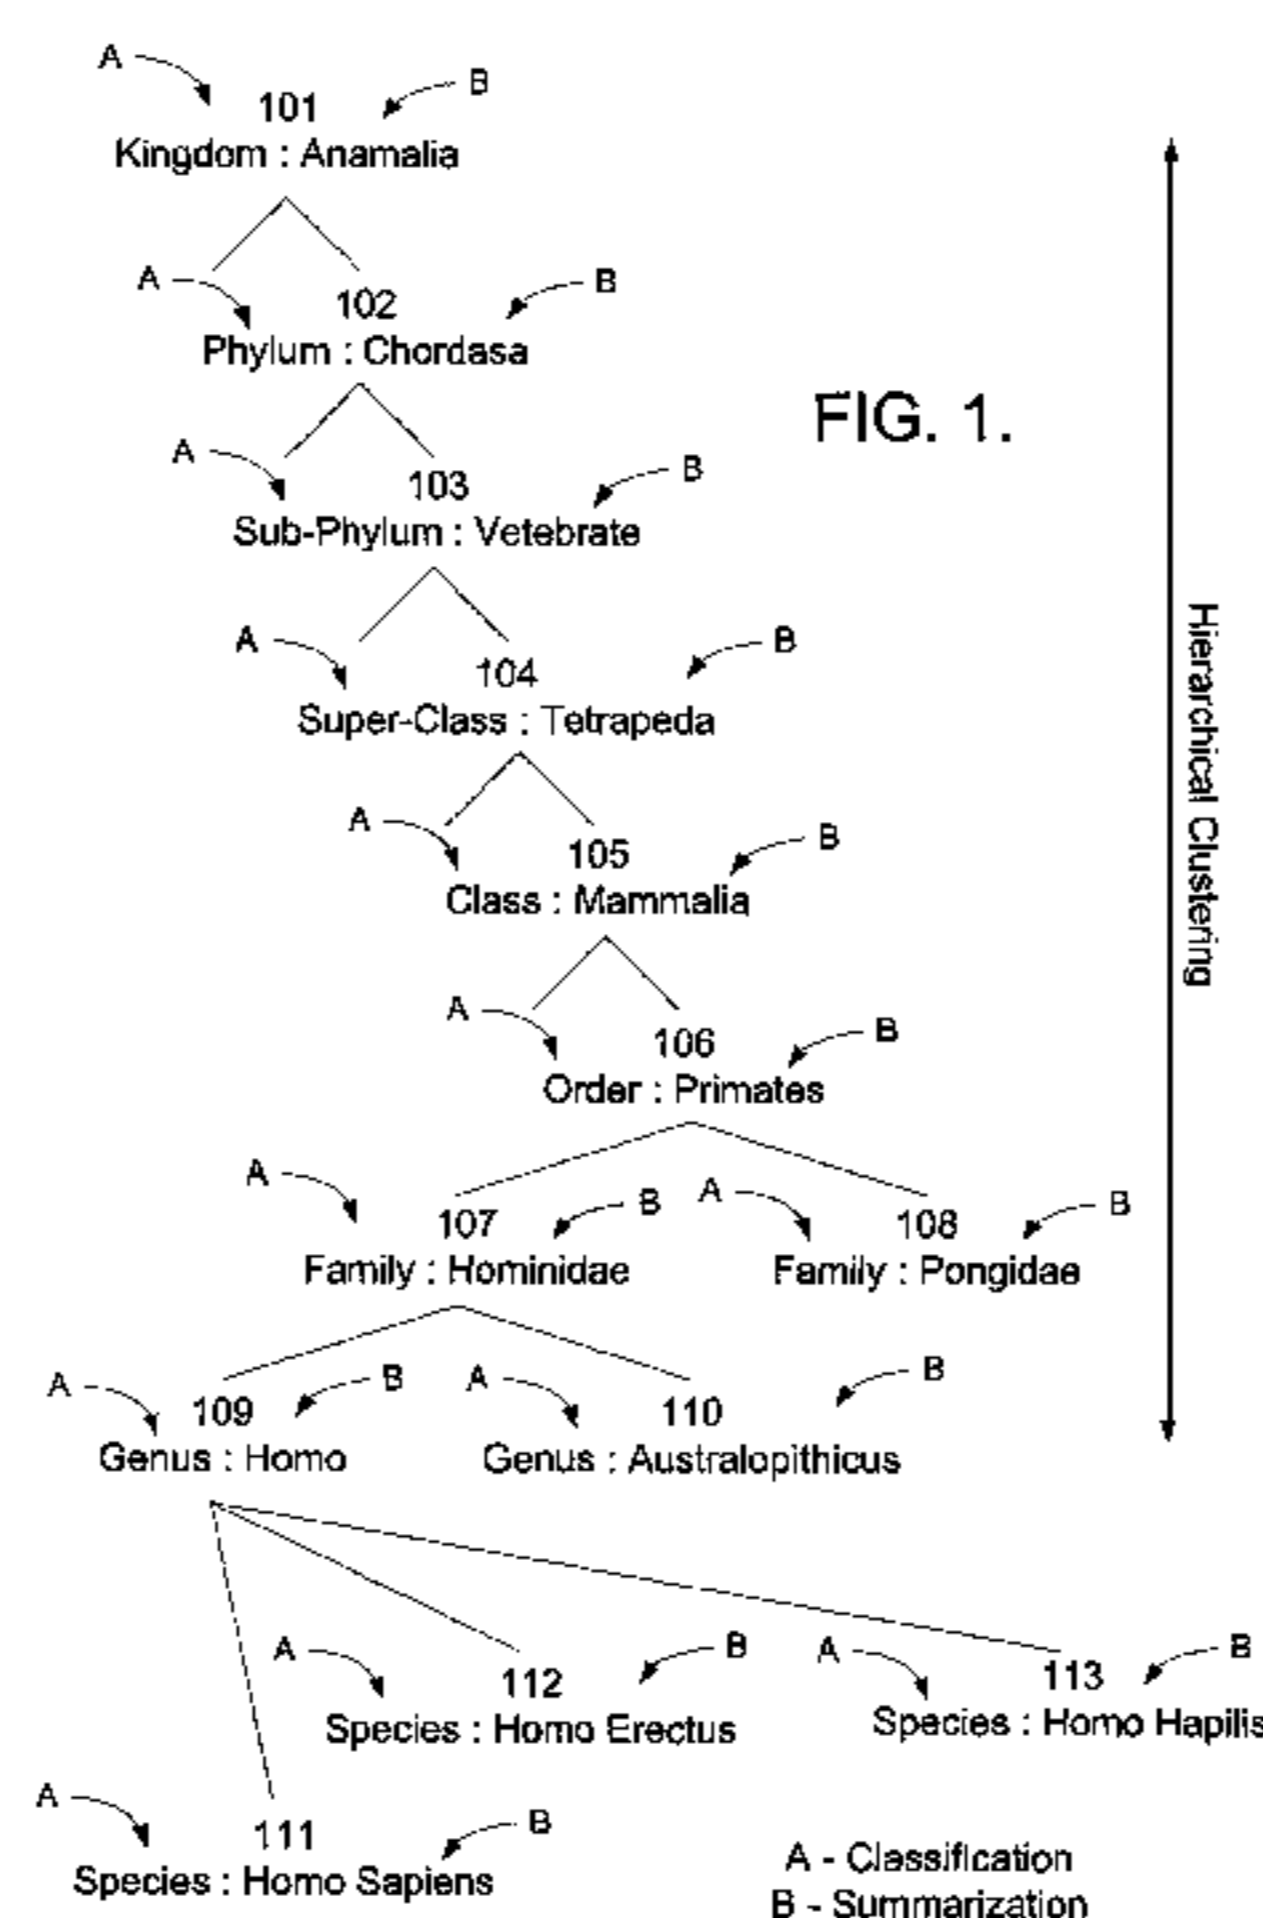 A
B
101
Kingdom : Anamalia
A
B
102
Phylum : Chordasa
FIG. 1.
A
B
103
Sub-Phylum : Vetebrate
A
B
104
Super-Class : Tetrapeda
Hierarchical Clustering
A
B
105
Class : Mammalia
A
B
106
Order : Primates
A
B
A
B
107
108
Family : Hominidae
Family : Pongidae
A
B
A
B
109
110
Genus : Homo
Genus : Australopithicus
A
B
A
B
112
113
Species : Homo Erectus
Species : Homo Hapilis
A
B
111
Species : Homo Sapiens
A - Classification
B - Summarization